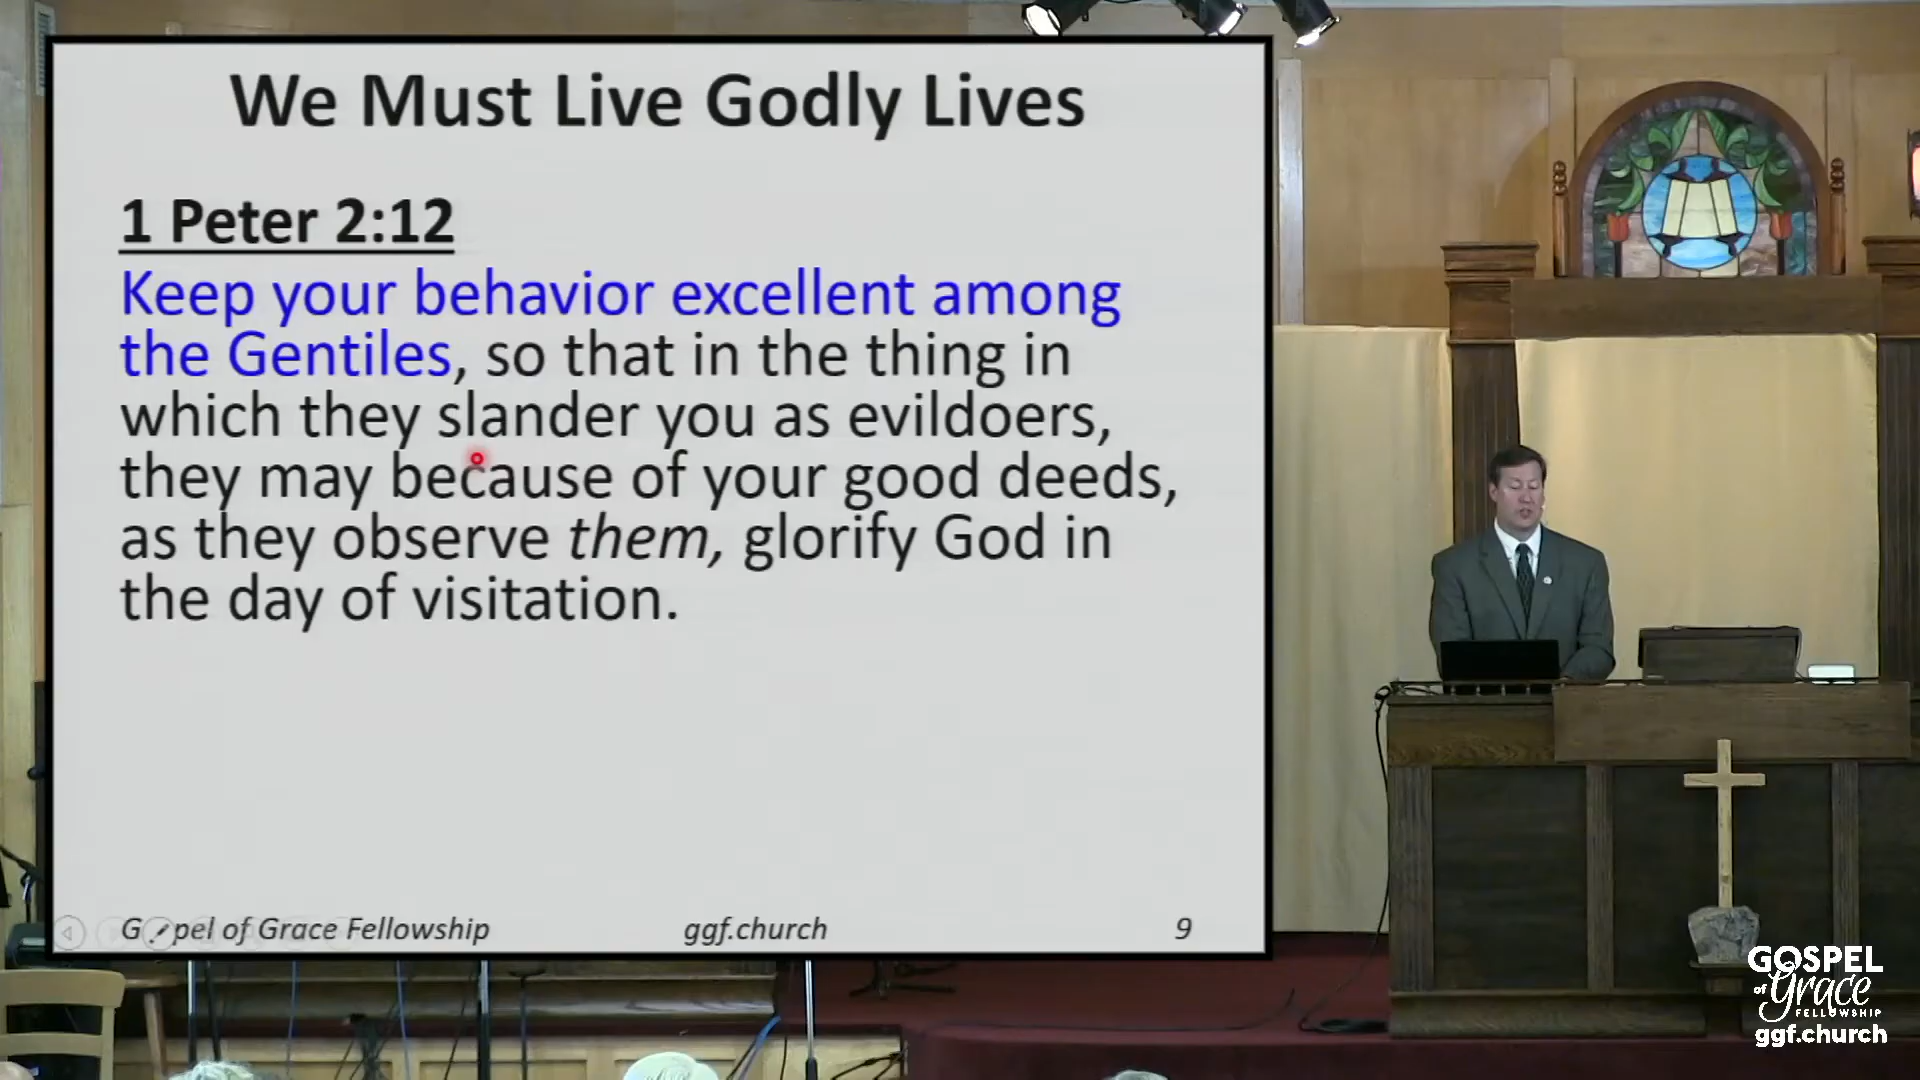 We Must Live Godly Lives
1 Peter 2:12
Keep your behavior excellent among
the Gentiles, so that in the thing in
which they slander you as evildoers,
they may because of your good deeds,
as they observe them, glorify God in
the day of visitation.
Gospel of Grace Fellowship
ggf.church
9
GOSPEL
of Grace
FELLOWSHIP
ggf.church